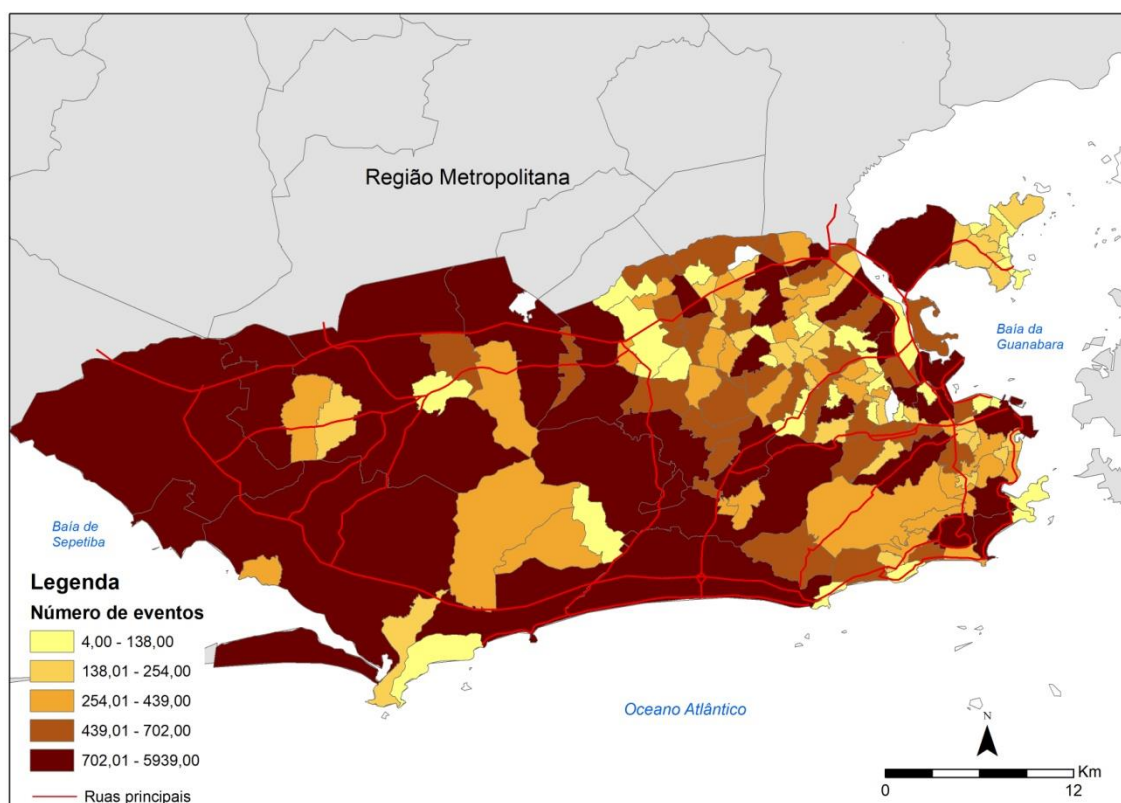 Região Metropolitana
Baía da
Guanabara
Baía de
Sepetiba
Legenda
Número de eventos
4,00 - 138,00
138,01 - 254,00
254,01 - 439,00
439,01 - 702,00
702,01 - 5939,00
Ruas principais
Oceano Atlântico
N
Km
0 12